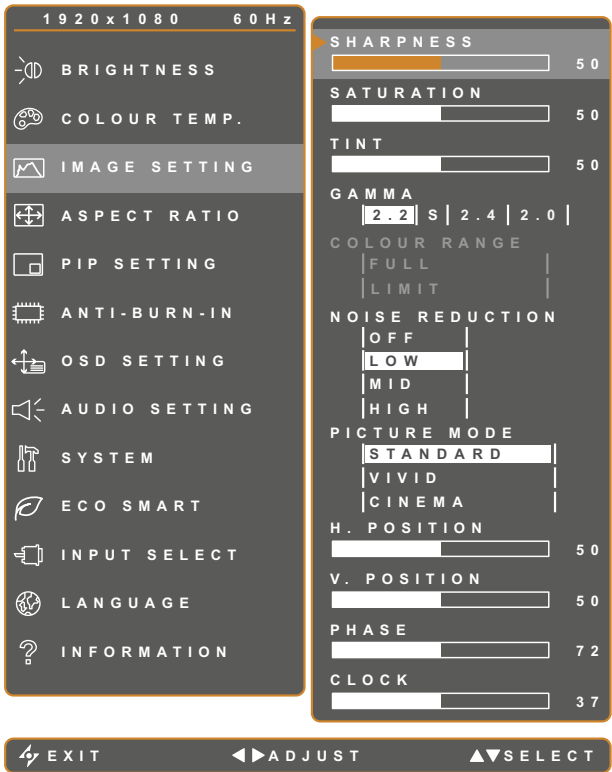 1920x1080 60Hz
BRIGHTNESS
COLOUR TEMP.
IMAGE SETTING
ASPECT RATIO
PIP SETTING
ANTI-BURN-IN
OSD SETTING
AUDIO SETTING
SYSTEM
ECO SMART
INPUT SELECT
LANGUAGE
INFORMATION
SHARPNESS
50
SATURATION
50
TINT
50
GAMMA
2.2 S 2.4 2.0
COLOUR RANGE
FULL
LIMIT
NOISE REDUCTION
OFF
LOW
MID
HIGH
PICTURE MODE
STANDARD
VIVID
CINEMA
H. POSITION
50
V. POSITION
50
PHASE
72
CLOCK
37
EXIT ADJUST SELECT